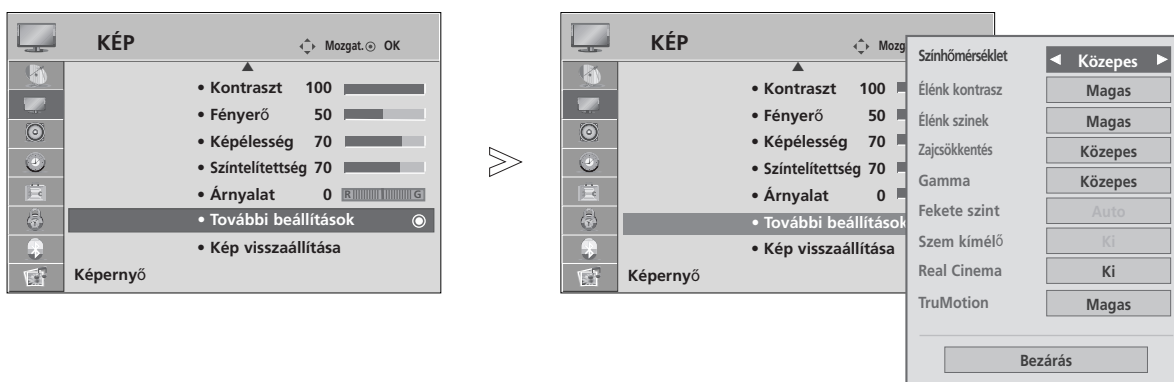 KÉP
Mozgat. OK
• Kontraszt 100
• Fényerő 50
• Képélesség 70
• Színtelítettség 70
• Árnyalat 0 R G
• További beállítások
• Kép visszaállítása
Képernyő
KÉP
Mozg
• Kontraszt 100
• Fényerő 50
• Képélesség 70
• Színtelítettség 70
• Árnyalat 0
• További beállítások
• Kép visszaállítása
Képernyő
Színhőmérséklet Közepes
Élénk kontrasz Magas
Élénk szinek Magas
Zajcsökkentés Közepes
Gamma Közepes
Fekete szint Auto
Szem kímélő Ki
Real Cinema Ki
TruMotion Magas
Bezárás